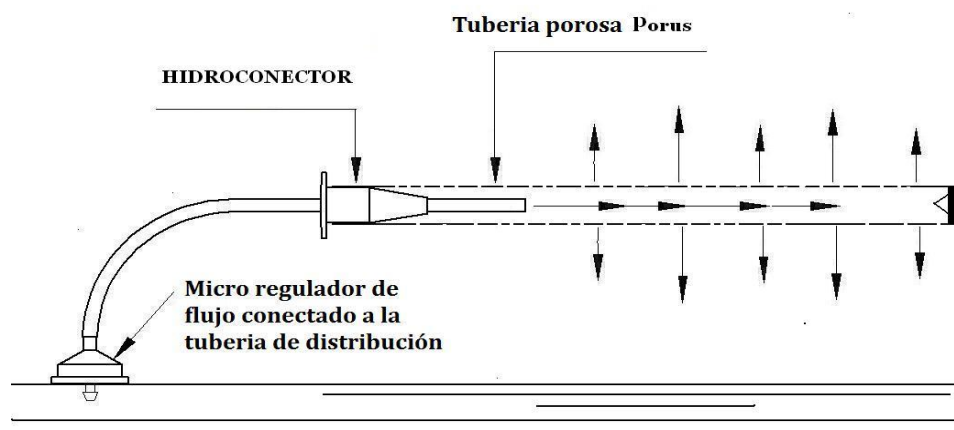 Tuberia porosa Porus
HIDROCONECTOR
Micro regulador de
flujo conectado a la
tuberia de distribución